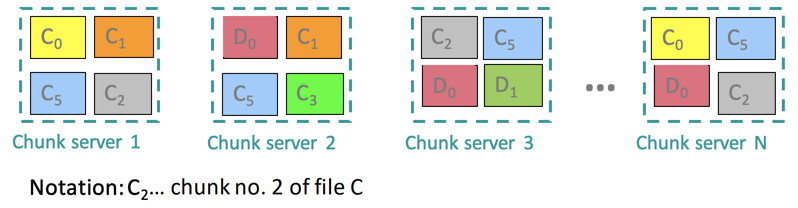 C₀ C₁ D₀ C₁ C₂ C₅ C₀ C₅
C₅ C₂ C₅ C₃ D₀ D₁ ... D₀ C₂
Chunk server 1 Chunk server 2 Chunk server 3 Chunk server N
Notation: C₂... chunk no. 2 of file C